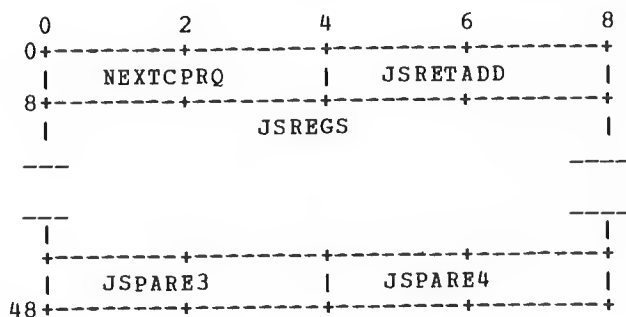 0 2 4 6 8
0
NEXTCPRQ JSRETADD
8
JSREGS
JSPARE3 JSPARE4
48